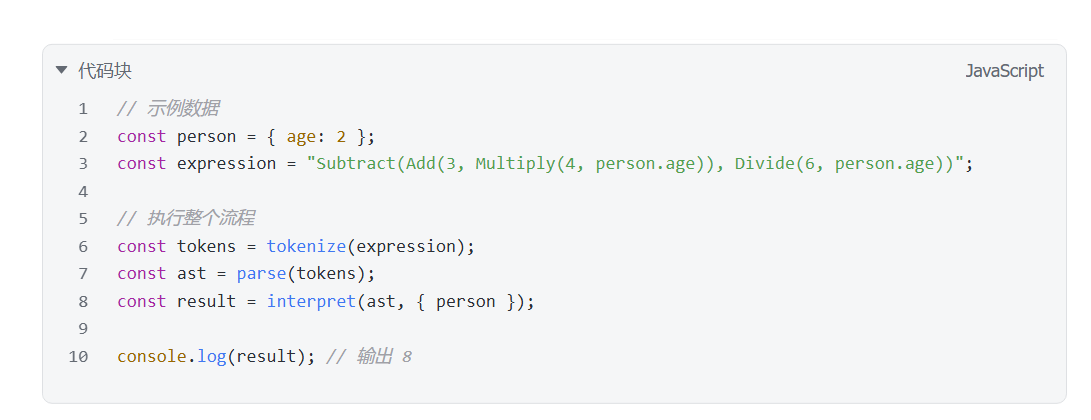 代码块
JavaScript
1 // 示例数据
2 const person = { age: 2 };
3 const expression = "Subtract(Add(3, Multiply(4, person.age)), Divide(6, person.age))";
4
5 // 执行整个流程
6 const tokens = tokenize(expression);
7 const ast = parse(tokens);
8 const result = interpret(ast, { person });
9
10 console.log(result); // 输出 8